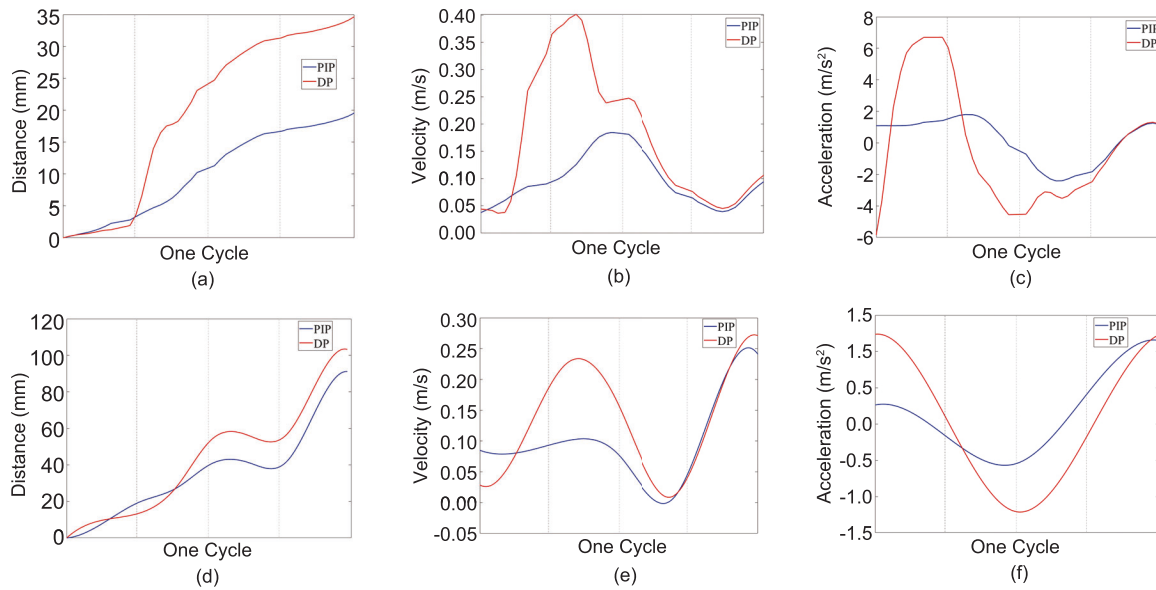 35
30
25
20
15
10
5
0
Distance (mm)
PIP
DP
One Cycle
(a)
0.40
0.35
0.30
0.25
0.20
0.15
0.10
0.05
0.00
Velocity (m/s)
PIP
DP
One Cycle
(b)
8
6
4
2
0
-2
-4
-6
Acceleration (m/s²)
PIP
DP
One Cycle
(c)
120
100
80
60
40
20
0
Distance (mm)
PIP
DP
One Cycle
(d)
0.30
0.25
0.20
0.15
0.10
0.05
0.00
-0.05
Velocity (m/s)
PIP
DP
One Cycle
(e)
1.5
1.5
0.5
0.0
-0.5
-1.0
-1.5
Acceleration (m/s²)
PIP
DP
One Cycle
(f)